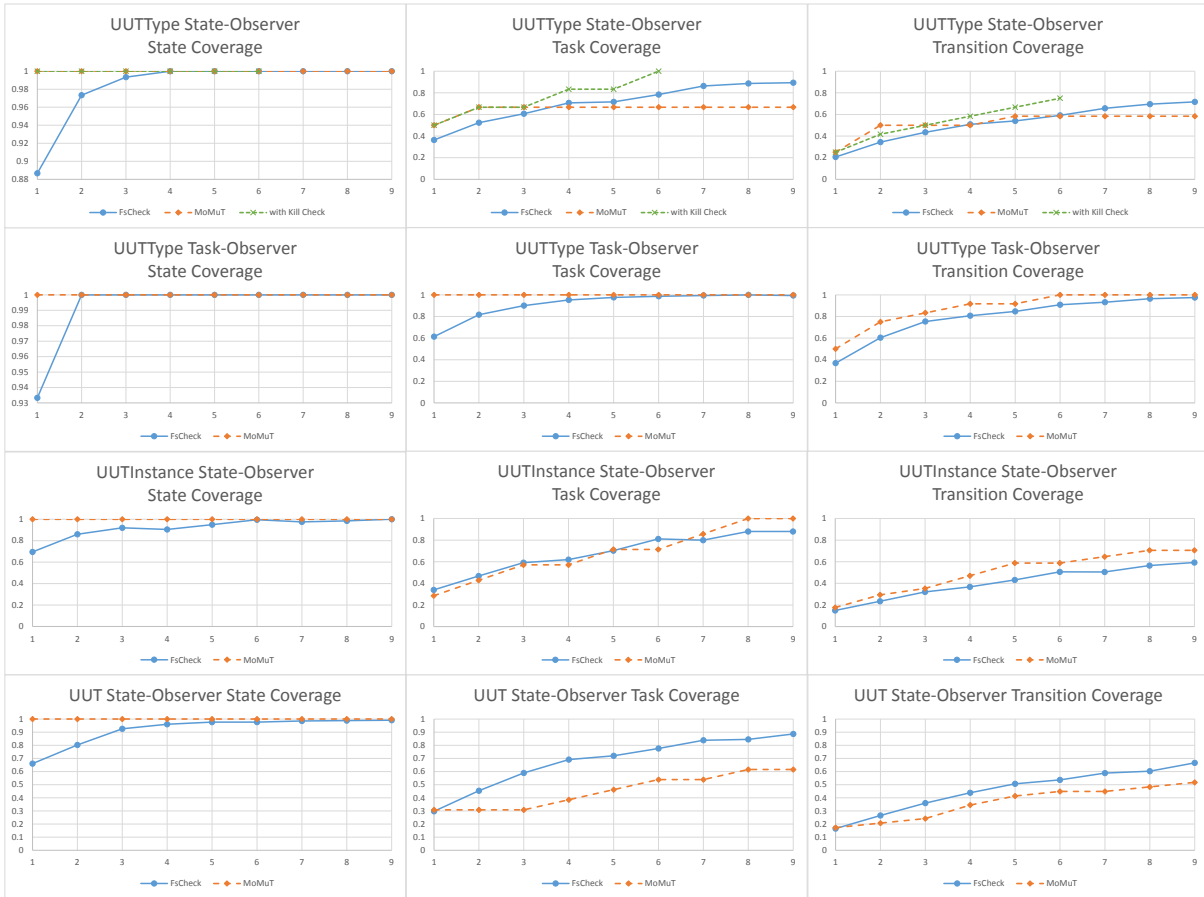 UUTType State-Observer
State Coverage
1
0.98
0.96
0.94
0.92
0.9
0.88
1 2 3 4 5 6 7 8 9
FsCheck MoMuT with Kill Check
UUTType State-Observer
Task Coverage
1
0.8
0.6
0.4
0.2
0
1 2 3 4 5 6 7 8 9
FsCheck MoMuT with Kill Check
UUTType State-Observer
Transition Coverage
1
0.8
0.6
0.4
0.2
0
1 2 3 4 5 6 7 8 9
FsCheck MoMuT with Kill Check
UUTType Task-Observer
State Coverage
1
0.99
0.98
0.97
0.96
0.95
0.94
0.93
1 2 3 4 5 6 7 8 9
FsCheck MoMuT
UUTType Task-Observer
Task Coverage
1
0.8
0.6
0.4
0.2
0
1 2 3 4 5 6 7 8 9
FsCheck MoMuT
UUTType Task-Observer
Transition Coverage
1
0.8
0.6
0.4
0.2
0
1 2 3 4 5 6 7 8 9
FsCheck MoMuT
UUTInstance State-Observer
State Coverage
1
0.8
0.6
0.4
0.2
0
1 2 3 4 5 6 7 8 9
FsCheck MoMuT
UUTInstance State-Observer
Task Coverage
1
0.8
0.6
0.4
0.2
0
1 2 3 4 5 6 7 8 9
FsCheck MoMuT
UUTInstance State-Observer
Transition Coverage
1
0.8
0.6
0.4
0.2
0
1 2 3 4 5 6 7 8 9
FsCheck MoMuT
UUT State-Observer State Coverage
1
0.9
0.8
0.7
0.6
0.5
0.4
0.3
0.2
0.1
0
1 2 3 4 5 6 7 8 9
FsCheck MoMuT
UUT State-Observer Task Coverage
1
0.9
0.8
0.7
0.6
0.5
0.4
0.3
0.2
0.1
0
1 2 3 4 5 6 7 8 9
FsCheck MoMuT
UUT State-Observer Transition Coverage
1
0.9
0.8
0.7
0.6
0.5
0.4
0.3
0.2
0.1
0
1 2 3 4 5 6 7 8 9
FsCheck MoMuT